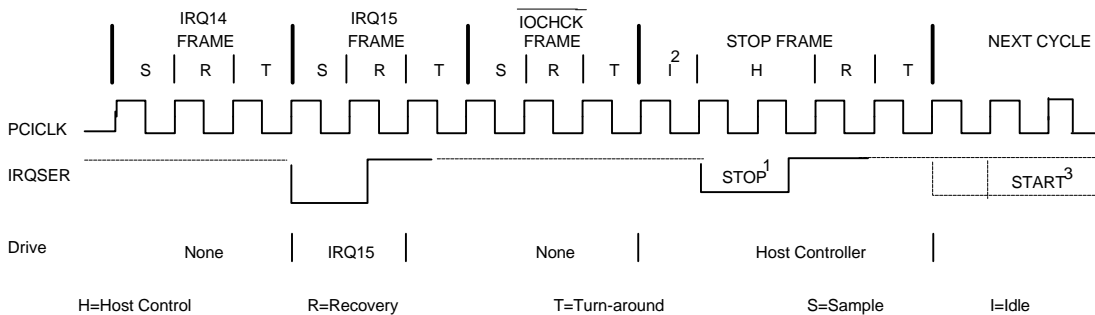 IRQ14 FRAME
IRQ15 FRAME
IOCHCK FRAME
STOP FRAME
NEXT CYCLE
S R T S R T S R T I2 H R T
PCICLK
IRQSER
STOP1
START3
Drive
None
IRQ15
None
Host Controller
H=Host Control R=Recovery T=Turn-around S=Sample I=Idle